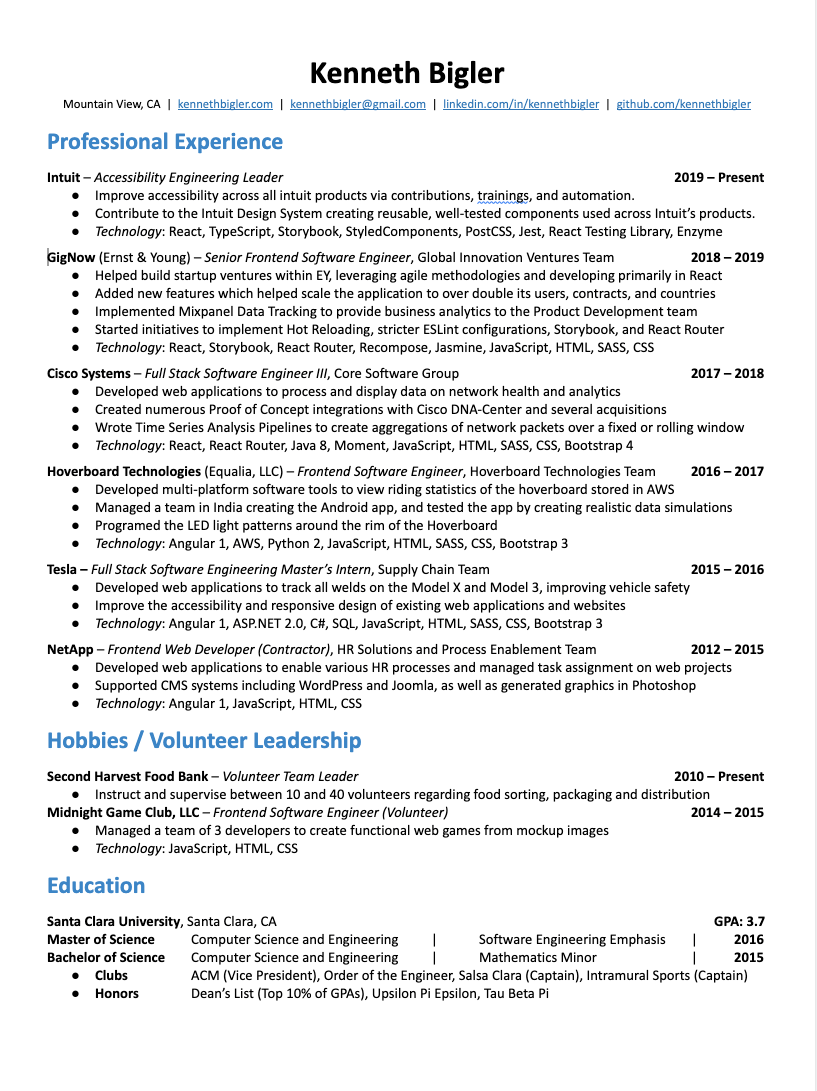 Kenneth Bigler
Mountain View, CA | kennethbigler.com | kennethbigler@gmail.com | linkedin.com/in/kennethbigler | github.com/kennethbigler
Professional Experience
Intuit – Accessibility Engineering Leader 2019 – Present
● Improve accessibility across all intuit products via contributions, trainings, and automation.
● Contribute to the Intuit Design System creating reusable, well-tested components used across Intuit's products.
● Technology: React, TypeScript, Storybook, StyledComponents, PostCSS, Jest, React Testing Library, Enzyme
GigNow (Ernst & Young) – Senior Frontend Software Engineer, Global Innovation Ventures Team 2018 – 2019
● Helped build startup ventures within EY, leveraging agile methodologies and developing primarily in React
● Added new features which helped scale the application to over double its users, contracts, and countries
● Implemented Mixpanel Data Tracking to provide business analytics to the Product Development team
● Started initiatives to implement Hot Reloading, stricter ESLint configurations, Storybook, and React Router
● Technology: React, Storybook, React Router, Recompose, Jasmine, JavaScript, HTML, SASS, CSS
Cisco Systems – Full Stack Software Engineer III, Core Software Group 2017 – 2018
● Developed web applications to process and display data on network health and analytics
● Created numerous Proof of Concept integrations with Cisco DNA-Center and several acquisitions
● Wrote Time Series Analysis Pipelines to create aggregations of network packets over a fixed or rolling window
● Technology: React, React Router, Java 8, Moment, JavaScript, HTML, SASS, CSS, Bootstrap 4
Hoverboard Technologies (Equalia, LLC) – Frontend Software Engineer, Hoverboard Technologies Team 2016 – 2017
● Developed multi-platform software tools to view riding statistics of the hoverboard stored in AWS
● Managed a team in India creating the Android app, and tested the app by creating realistic data simulations
● Programed the LED light patterns around the rim of the Hoverboard
● Technology: Angular 1, AWS, Python 2, JavaScript, HTML, SASS, CSS, Bootstrap 3
Tesla – Full Stack Software Engineering Master's Intern, Supply Chain Team 2015 – 2016
● Developed web applications to track all welds on the Model X and Model 3, improving vehicle safety
● Improve the accessibility and responsive design of existing web applications and websites
● Technology: Angular 1, ASP.NET 2.0, C#, SQL, JavaScript, HTML, SASS, CSS, Bootstrap 3
NetApp – Frontend Web Developer (Contractor), HR Solutions and Process Enablement Team 2012 – 2015
● Developed web applications to enable various HR processes and managed task assignment on web projects
● Supported CMS systems including WordPress and Joomla, as well as generated graphics in Photoshop
● Technology: Angular 1, JavaScript, HTML, CSS
Hobbies / Volunteer Leadership
Second Harvest Food Bank – Volunteer Team Leader 2010 – Present
● Instruct and supervise between 10 and 40 volunteers regarding food sorting, packaging and distribution
Midnight Game Club, LLC – Frontend Software Engineer (Volunteer) 2014 – 2015
● Managed a team of 3 developers to create functional web games from mockup images
● Technology: JavaScript, HTML, CSS
Education
Santa Clara University, Santa Clara, CA GPA: 3.7
Master of Science Computer Science and Engineering | Software Engineering Emphasis | 2016
Bachelor of Science Computer Science and Engineering | Mathematics Minor | 2015
● Clubs ACM (Vice President), Order of the Engineer, Salsa Clara (Captain), Intramural Sports (Captain)
● Honors Dean's List (Top 10% of GPAs), Upsilon Pi Epsilon, Tau Beta Pi